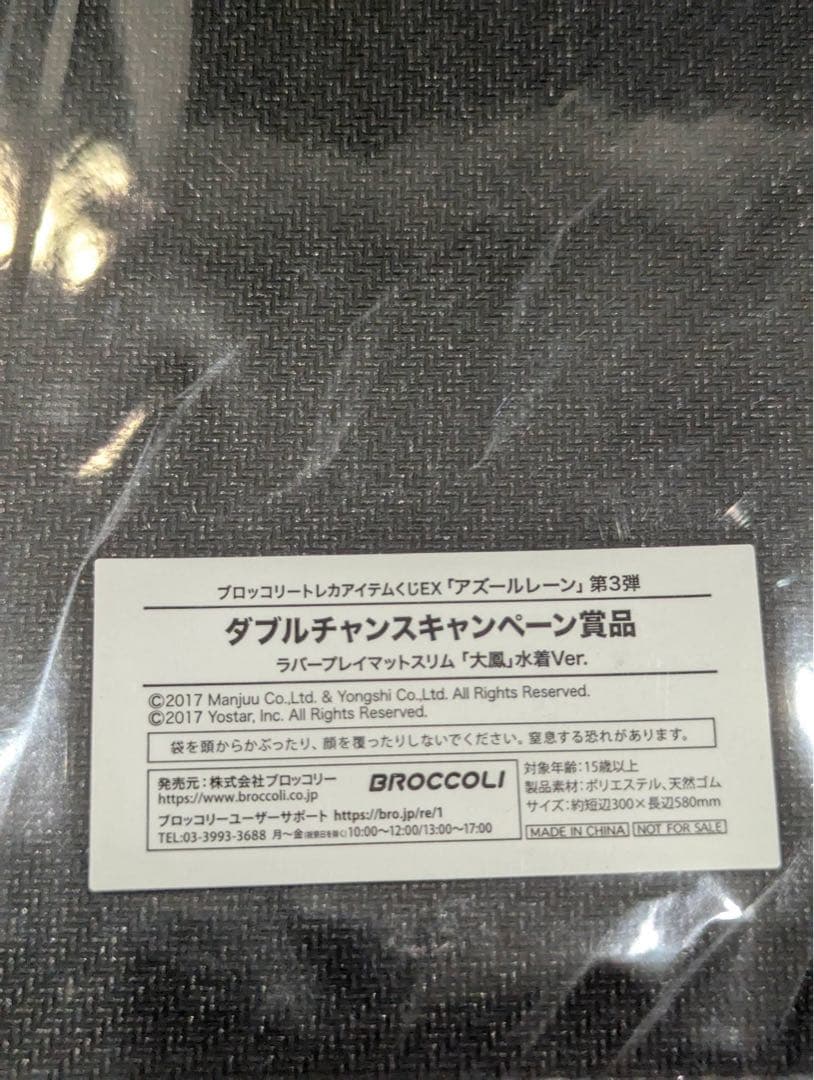 ブロッコリートレカアイテムくじEX「アズールレーン」第3弾
ダブルチャンスキャンペーン賞品
ラバープレイマットスリム「大鳳」水着Ver.
©2017 Manjuu Co.,Ltd. & Yongshi Co.,Ltd. All Rights Reserved.
©2017 Yostar, Inc. All Rights Reserved.
袋を頭からかぶったり、顔を覆ったりしないでください。窒息する恐れがあります。
発売元：株式会社ブロッコリー BROCCOLI
https://www.broccoli.co.jp
ブロッコリーユーザーサポート https://bro.jp/re/1
TEL:03-3993-3688 月〜金(祝祭日を除く)10:00〜12:00/13:00〜17:00
対象年齢：15歳以上
製品素材：ポリエステル、天然ゴム
サイズ：約短辺300×長辺580mm
MADE IN CHINA NOT FOR SALE